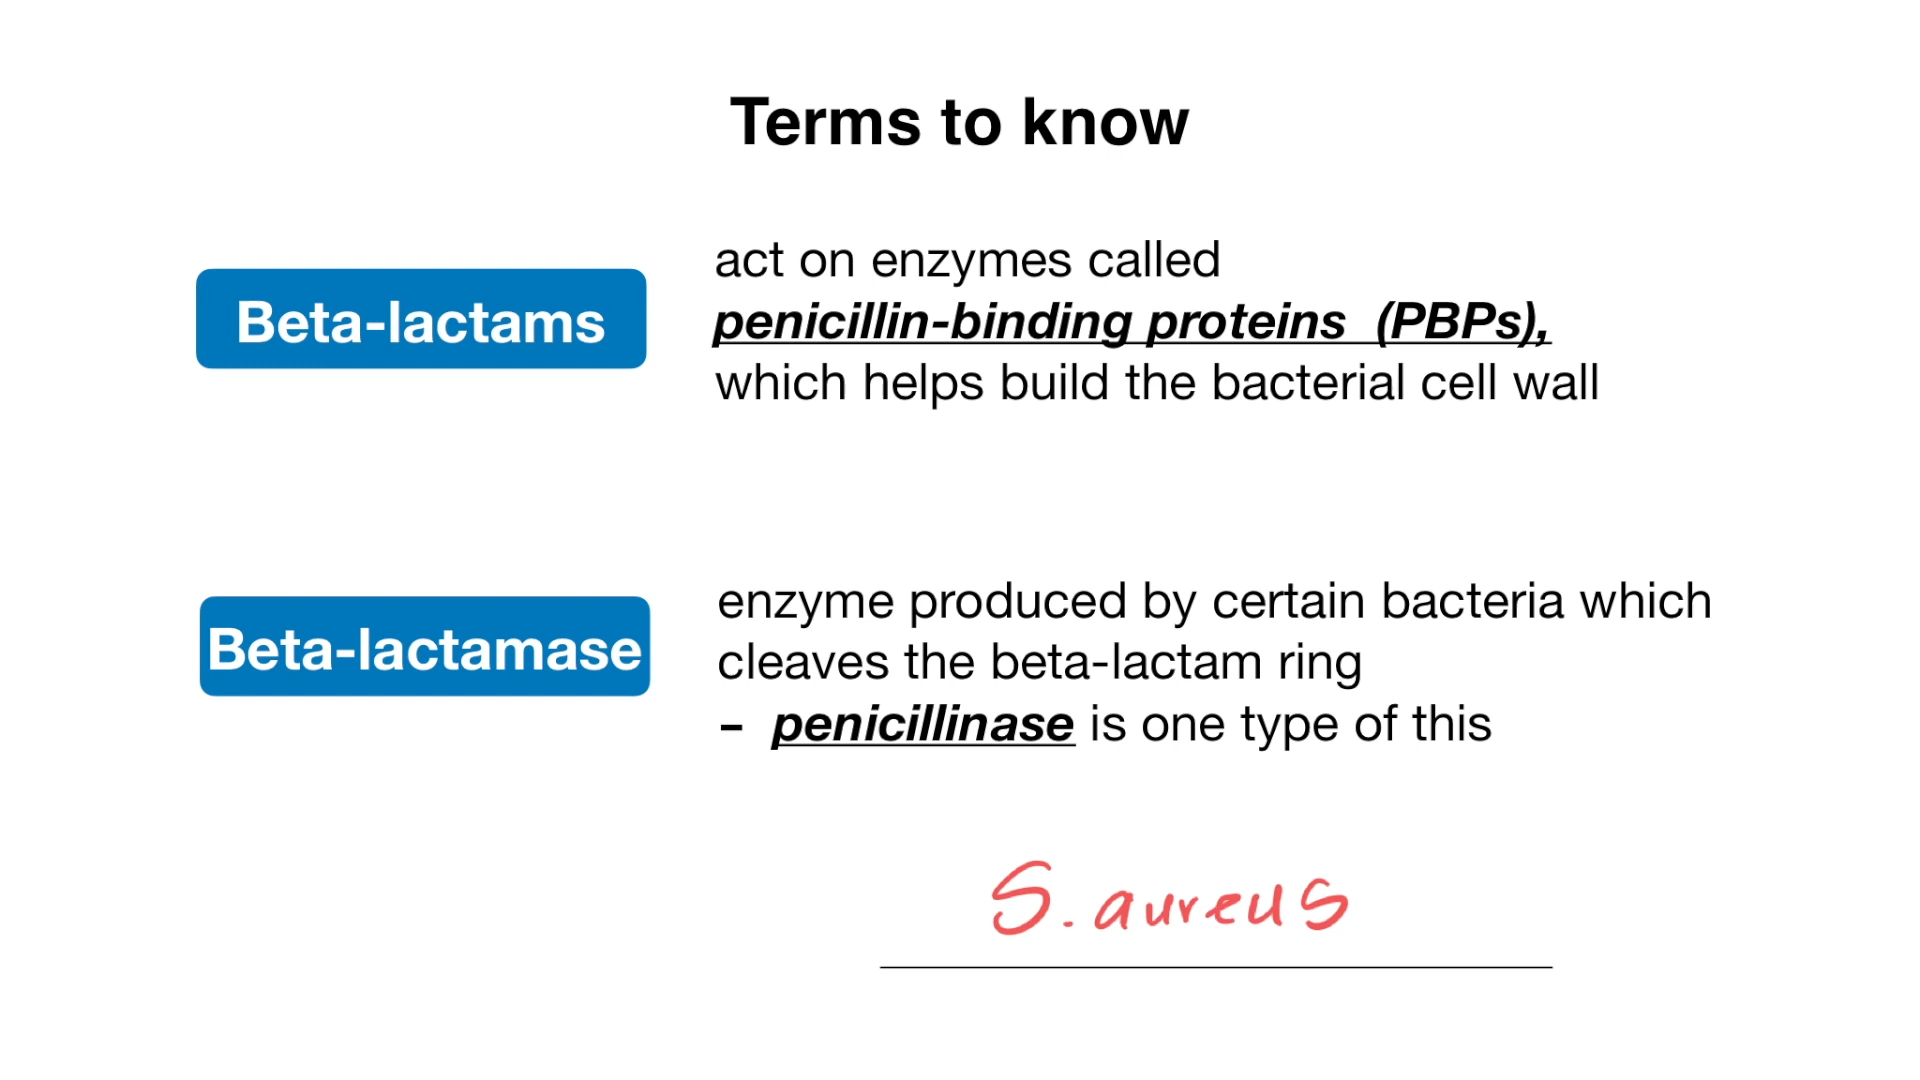 Terms to know
Beta-lactams
act on enzymes called
penicillin-binding proteins (PBPs),
which helps build the bacterial cell wall
Beta-lactamase
enzyme produced by certain bacteria which
cleaves the beta-lactam ring
– penicillinase is one type of this
S. aureus